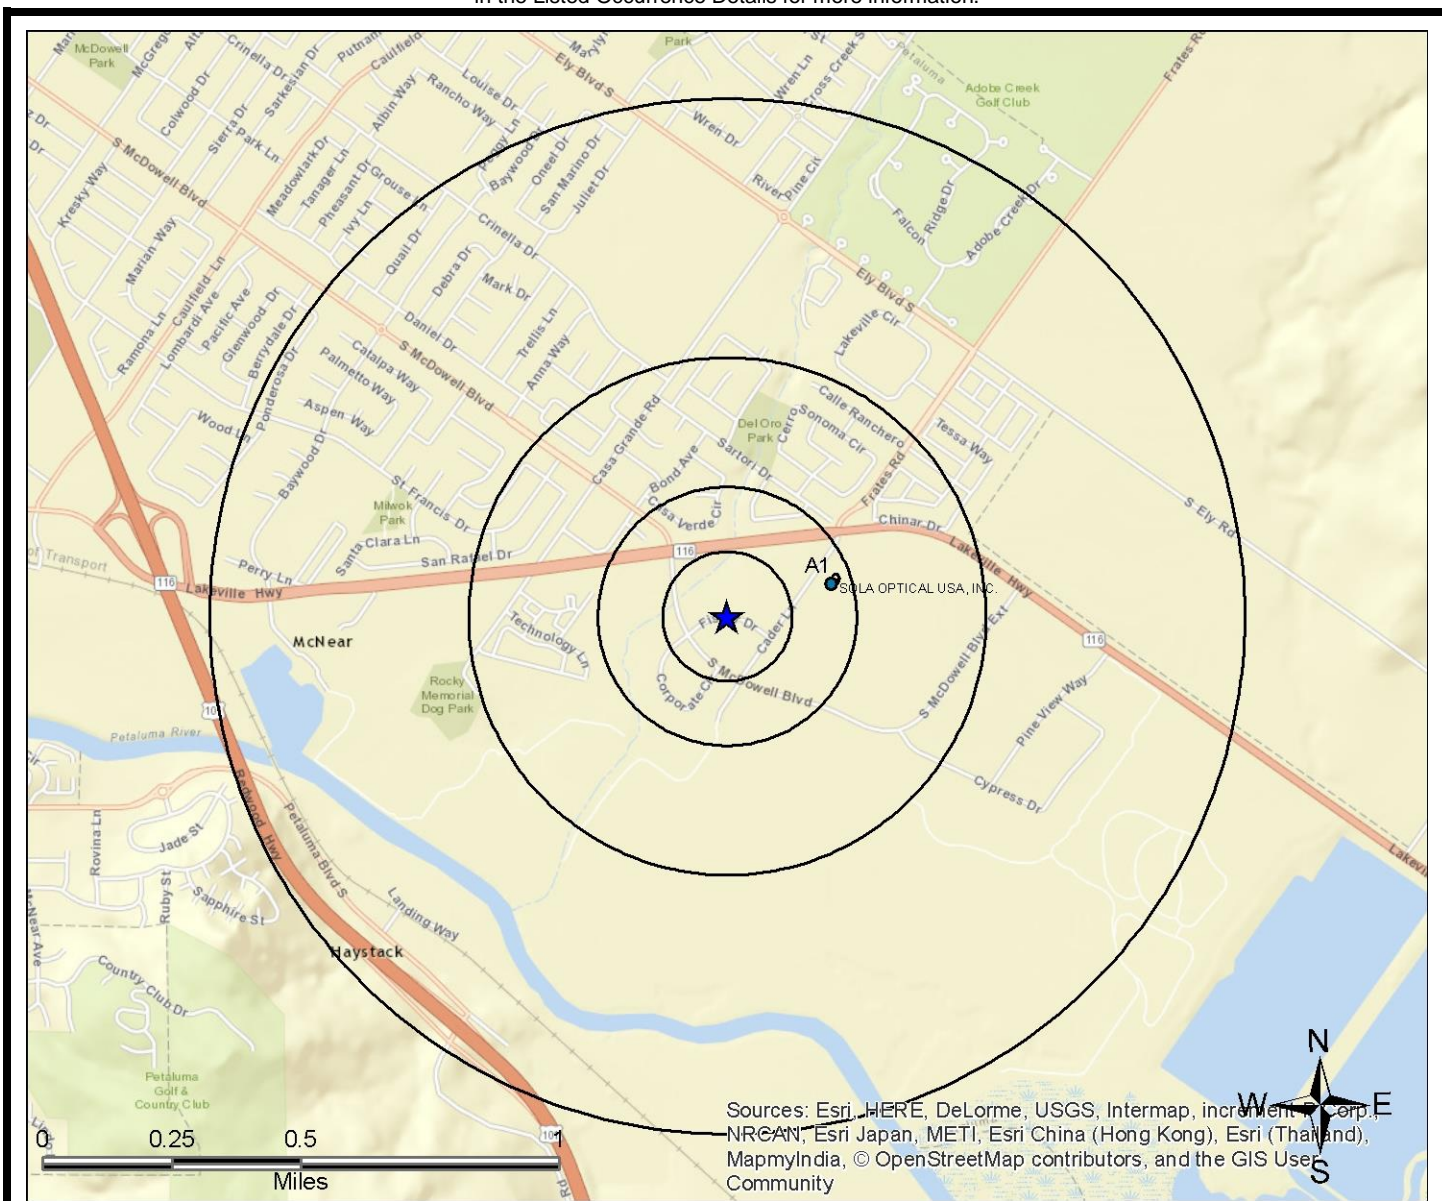 in the Listed Occurrence Details for more information.
McDowell
Park
Crinella Dr
Sarkesian Dr
Caulfield
Colwood Dr
Sierra Dr
Park Ln
Albin Way
Rancho Way
Louise Dr
Park
Ely Blvd S
Wren Ln
Cross Creek S
Petaluma
Adobe Creek
Golf Club
Frates Rd
S McDowell Blvd
Kresky Way
Marian Way
Meadowlark Dr
Tanager Ln
Pheasant Dr
Grouse Ln
Ivy Ln
Quail Dr
Baywood Dr
Oneel Dr
San Marino Dr
Juliet Dr
Wren Dr
River
Pine Cir
Falcon
Ridge Dr
Adobe Creek Dr
Crinella Dr
Debra Dr
Mark Dr
Ely Blvd S
Caulfield Ln
Lombardi Ave
Pacific Ave
Glenwood Dr
Berrydale Dr
Ramona Ln
Ponderosa Dr
Daniel Dr
Trellis Ln
Anna Way
Lakeville Cir
S McDowell Blvd
Catalpa Way
Palmetto Way
Aspen Way
Wood Ln
Baywood Dr
St Francis Dr
Casa Grande Rd
Bond Ave
Del Oro
Park
Cerro
Calle Ranchero
Sonoma Cir
Sartori Dr
Frates Rd
Tessa Way
S Ely Rd
Milwok
Park
Casa Verde Cir
Chinar Dr
Santa Clara Ln
San Rafael Dr
116
Lakeville Hwy
of Transport
116
Perry Ln
Lakeville Hwy
A1
SOLA OPTICAL USA, INC.
McNear
Technology Ln
Dr
Cader L
S McDowell Blvd
S McDowell Blvd Ext
116
Rocky
Memorial
Dog Park
Corporate Cir
Pine View Way
Petaluma River
10
Cypress Dr
Redwood Hwy
Petaluma Blvd S
Rovina Ln
Jade St
Ruby St
Sapphire St
Landing Way
McNear Ave
Haystack
Country Club Dr
Petaluma
Golf &
Country Club
101
Rd
N
W E
S
0 0.25 0.5 1
Miles
Sources: Esri, HERE, DeLorme, USGS, Intermap, increment P Corp.,
NRCAN, Esri Japan, METI, Esri China (Hong Kong), Esri (Thailand),
MapmyIndia, © OpenStreetMap contributors, and the GIS User
Community